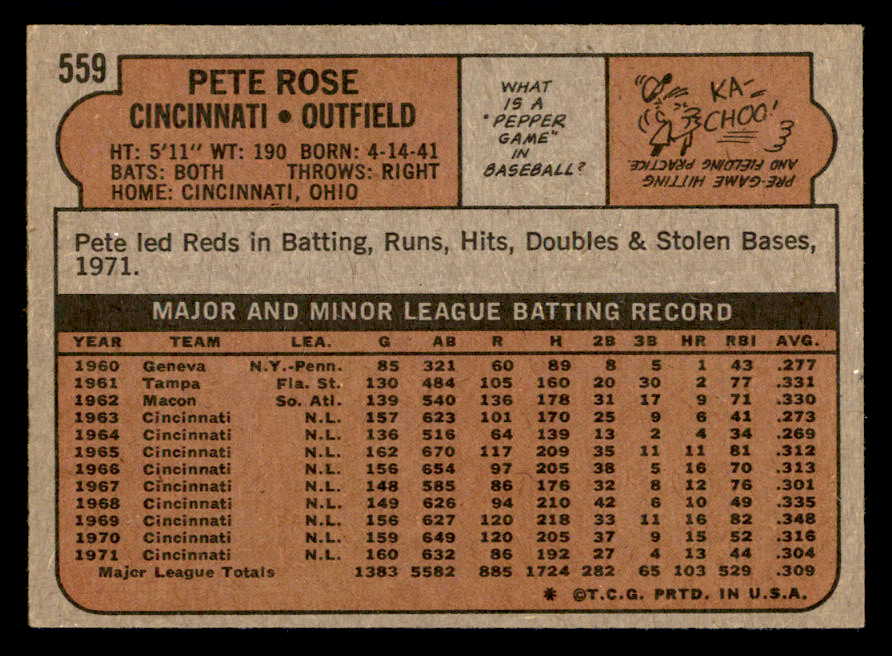 559
PETE ROSE
CINCINNATI • OUTFIELD
HT: 5'11" WT: 190 BORN: 4-14-41
BATS: BOTH THROWS: RIGHT
HOME: CINCINNATI, OHIO
WHAT
IS A
"PEPPER
GAME"
IN
BASEBALL?
KA-
CHOO!
PRE-GAME HITTING
AND FIELDING PRACTICE.
Pete led Reds in Batting, Runs, Hits, Doubles & Stolen Bases,
1971.
MAJOR AND MINOR LEAGUE BATTING RECORD
YEAR TEAM LEA. G AB R H 2B 3B HR RBI AVG.
1960 Geneva N.Y.-Penn. 85 321 60 89 8 5 1 43 .277
1961 Tampa Fla. St. 130 484 105 160 20 30 2 77 .331
1962 Macon So. Atl. 139 540 136 178 31 17 9 71 .330
1963 Cincinnati N.L. 157 623 101 170 25 9 6 41 .273
1964 Cincinnati N.L. 136 516 64 139 13 2 4 34 .269
1965 Cincinnati N.L. 162 670 117 209 35 11 11 81 .312
1966 Cincinnati N.L. 156 654 97 205 38 5 16 70 .313
1967 Cincinnati N.L. 148 585 86 176 32 8 12 76 .301
1968 Cincinnati N.L. 149 626 94 210 42 6 10 49 .335
1969 Cincinnati N.L. 156 627 120 218 33 11 16 82 .348
1970 Cincinnati N.L. 159 649 120 205 37 9 15 52 .316
1971 Cincinnati N.L. 160 632 86 192 27 4 13 44 .304
Major League Totals 1383 5582 885 1724 282 65 103 529 .309
* ©T.C.G. PRTD. IN U.S.A.